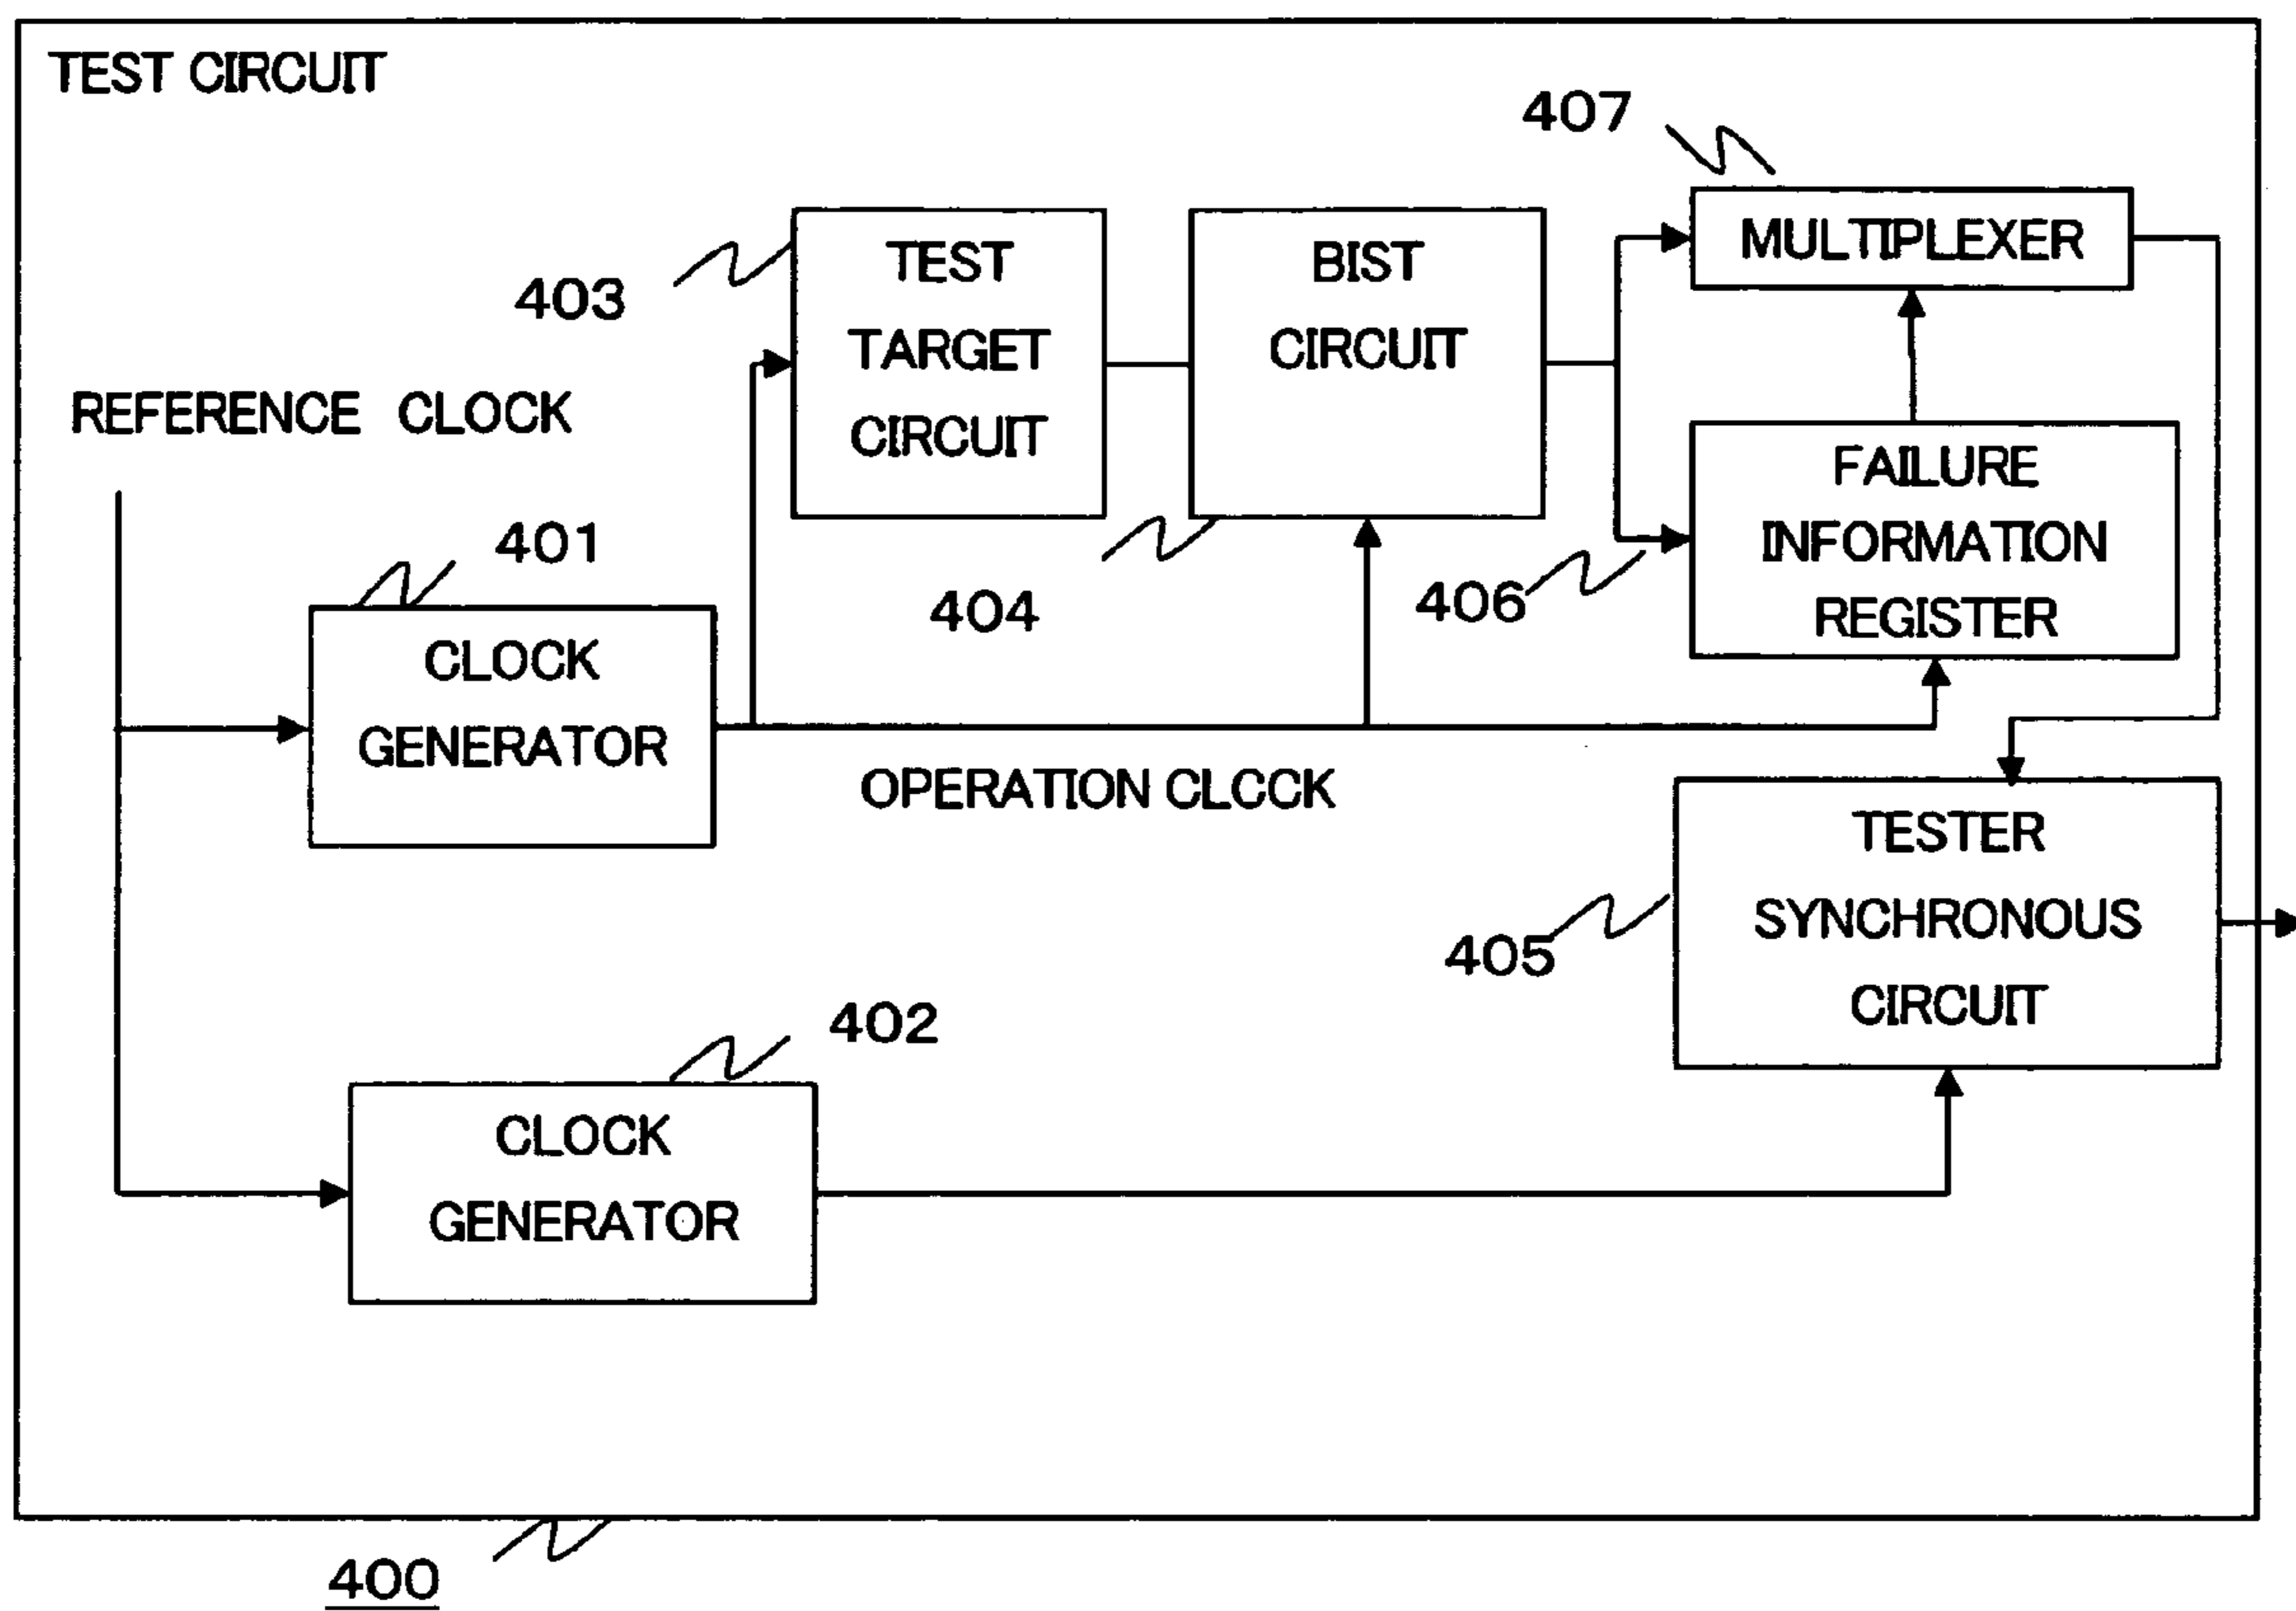 TEST CIRCUIT
407
MULTIPLEXER
403
TEST
TARGET
CIRCUIT
BIST
CIRCUIT
REFERENCE CLOCK
FAILURE
INFORMATION
REGISTER
401
404
406
CLOCK
GENERATOR
OPERATION CLCCK
TESTER
SYNCHRONOUS
CIRCUIT
405
402
CLOCK
GENERATOR
400